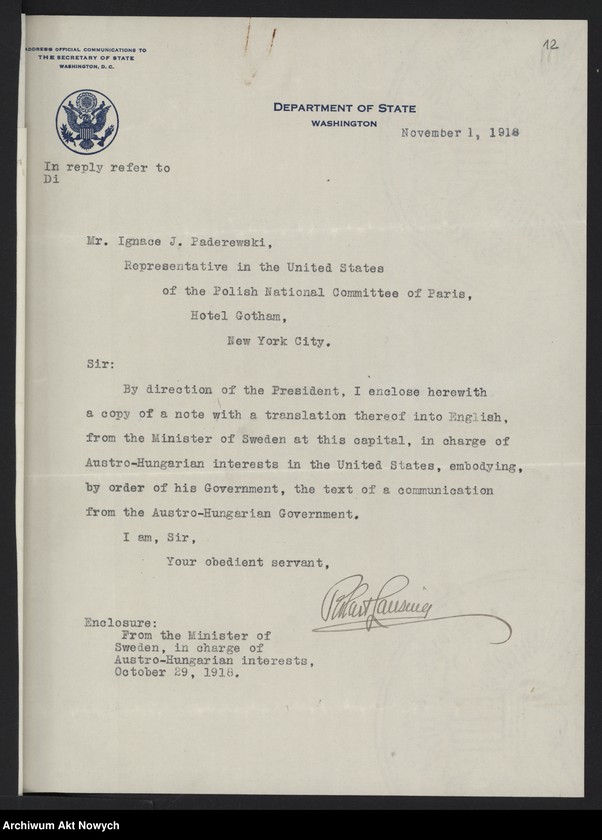 12
ADDRESS OFFICIAL COMMUNICATIONS TO
THE SECRETARY OF STATE
WASHINGTON, D. C.
DEPARTMENT OF STATE
WASHINGTON
November 1, 1918
In reply refer to
Di
Mr. Ignace J. Paderewski,
Representative in the United States
of the Polish National Committee of Paris,
Hotel Gotham,
New York City.
Sir:
By direction of the President, I enclose herewith
a copy of a note with a translation thereof into English,
from the Minister of Sweden at this capital, in charge of
Austro-Hungarian interests in the United States, embodying,
by order of his Government, the text of a communication
from the Austro-Hungarian Government.
I am, Sir,
Your obedient servant,
Robert Lansing
Enclosure:
From the Minister of
Sweden, in charge of
Austro-Hungarian interests,
October 29, 1918.
Archiwum Akt Nowych